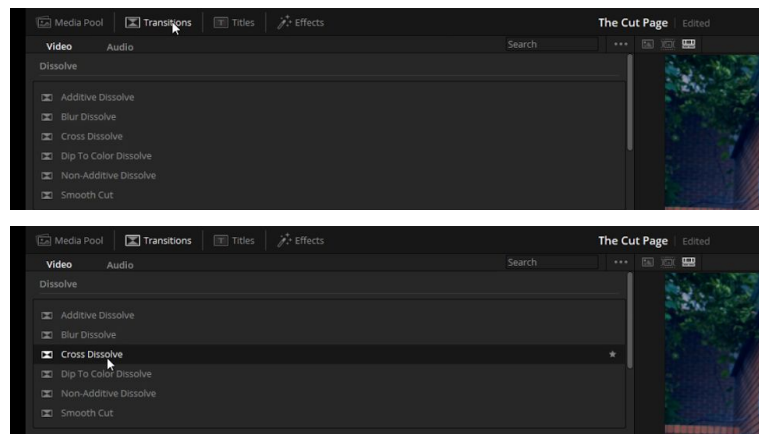 Media Pool Transitions Titles Effects The Cut Page Edited
Video Audio Search
Dissolve
Additive Dissolve
Blur Dissolve
Cross Dissolve
Dip To Color Dissolve
Non-Additive Dissolve
Smooth Cut
Media Pool Transitions Titles Effects The Cut Page Edited
Video Audio Search
Dissolve
Additive Dissolve
Blur Dissolve
Cross Dissolve
Dip To Color Dissolve
Non-Additive Dissolve
Smooth Cut